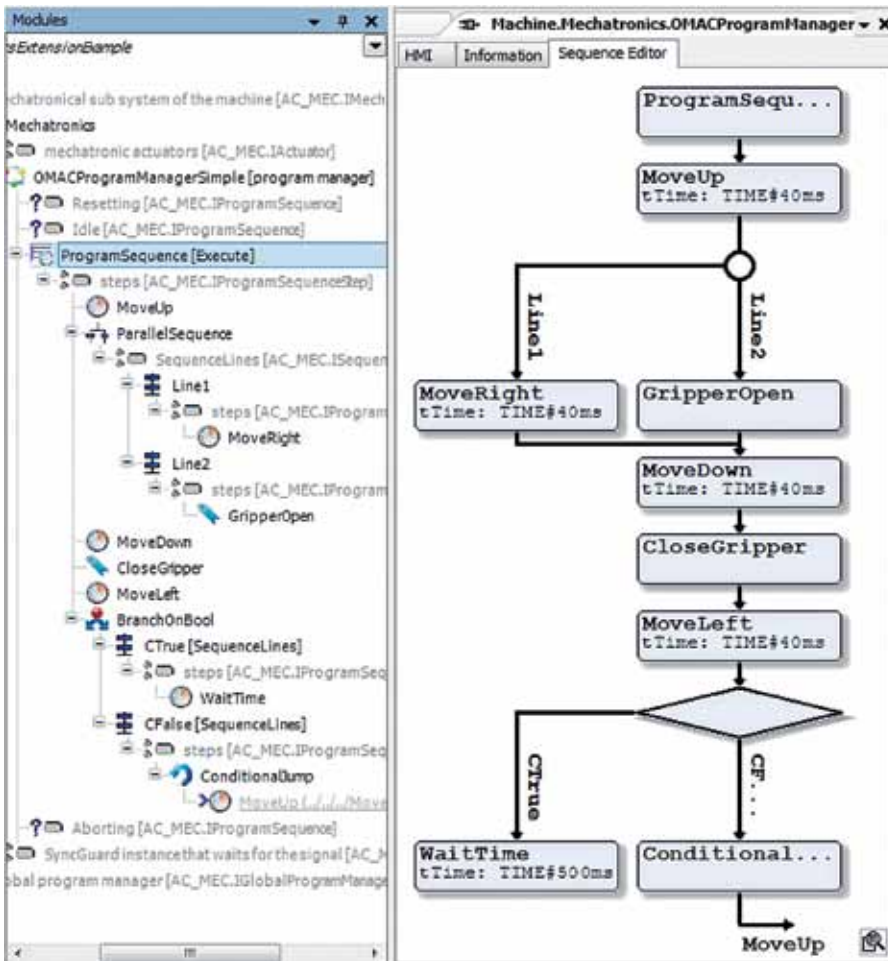 Modules
sExtensionExample
echatronical sub system of the machine [AC_MEC.IMech
Mechatronics
mechatronic actuators [AC_MEC.IActuator]
OMACProgramManagerSimple [program manager]
Resetting [AC_MEC.IProgramSequence]
Idle [AC_MEC.IProgramSequence]
ProgramSequence [Execute]
steps [AC_MEC.IProgramSequenceStep]
MoveUp
ParallelSequence
SequenceLines [AC_MEC.ISequen
Line1
steps [AC_MEC.IProgram
MoveRight
Line2
steps [AC_MEC.IProgram
GripperOpen
MoveDown
CloseGripper
MoveLeft
BranchOnBool
CTrue [SequenceLines]
steps [AC_MEC.IProgramSeq
WaitTime
CFalse [SequenceLines]
steps [AC_MEC.IProgramSeq
ConditionalJump
MoveUp (../../../Move
Aborting [AC_MEC.IProgramSequence]
SyncGuard instance that waits for the signal [AC_M
obal program manager [AC_MEC.IGlobalProgramManage
Machine.Mechatronics.OMACProgramManager
HMI
Information
Sequence Editor
ProgramSequ...
MoveUp
tTime: TIME#40ms
Line1
Line2
MoveRight
tTime: TIME#40ms
GripperOpen
MoveDown
tTime: TIME#40ms
CloseGripper
MoveLeft
tTime: TIME#40ms
CTrue
CF...
WaitTime
tTime: TIME#500ms
Conditional...
MoveUp